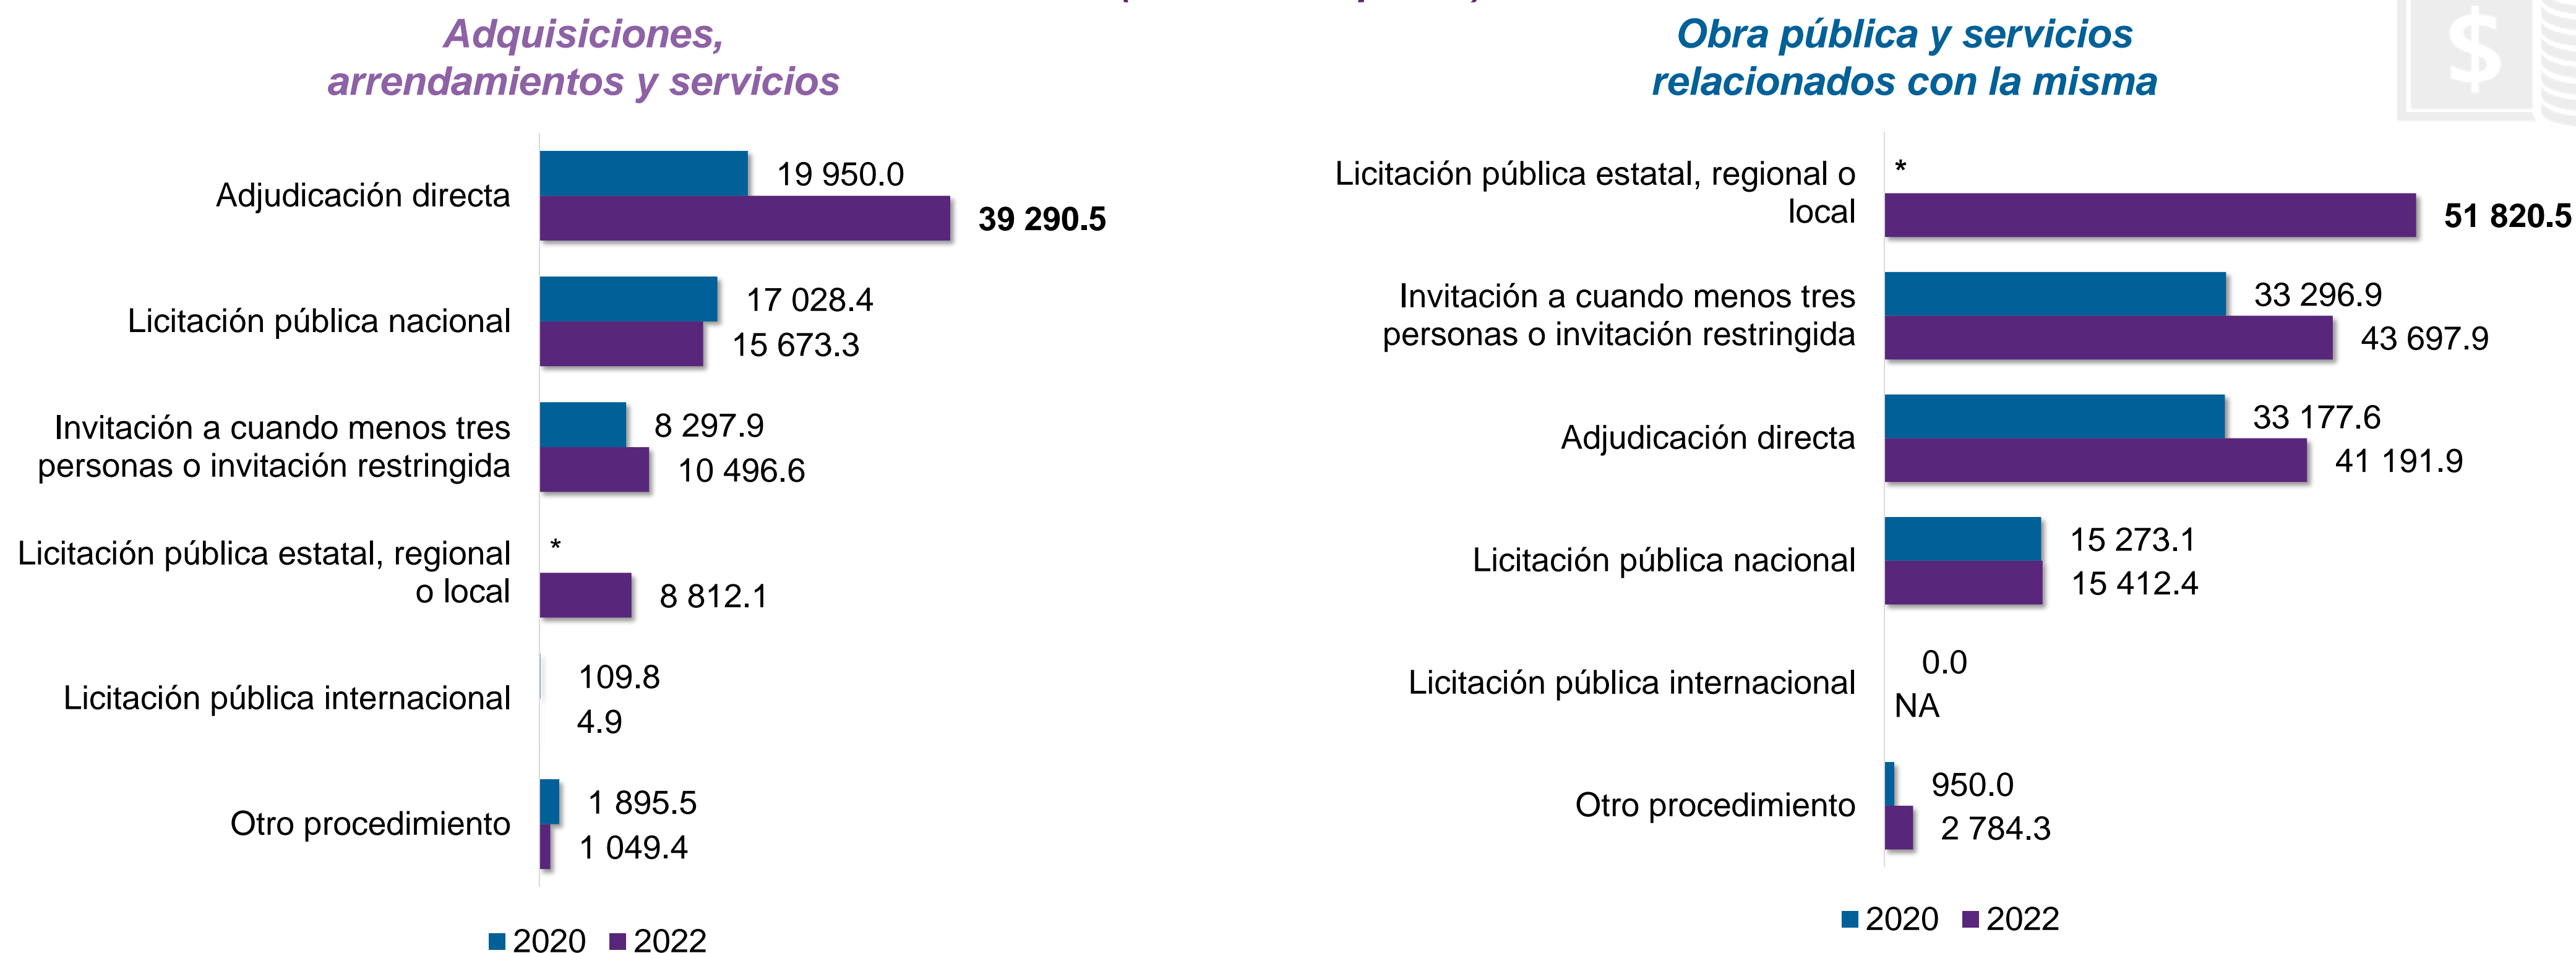 Adquisiciones,
arrendamientos y servicios
Adjudicación directa
19 950.0
39 290.5
Licitación pública nacional
17 028.4
15 673.3
Invitación a cuando menos tres
personas o invitación restringida
8 297.9
10 496.6
Licitación pública estatal, regional
o local
*
8 812.1
Licitación pública internacional
109.8
4.9
Otro procedimiento
1 895.5
1 049.4
2020 2022
Obra pública y servicios
relacionados con la misma
$
Licitación pública estatal, regional o
local
*
51 820.5
Invitación a cuando menos tres
personas o invitación restringida
33 296.9
43 697.9
Adjudicación directa
33 177.6
41 191.9
Licitación pública nacional
15 273.1
15 412.4
Licitación pública internacional
0.0
NA
Otro procedimiento
950.0
2 784.3
2020 2022